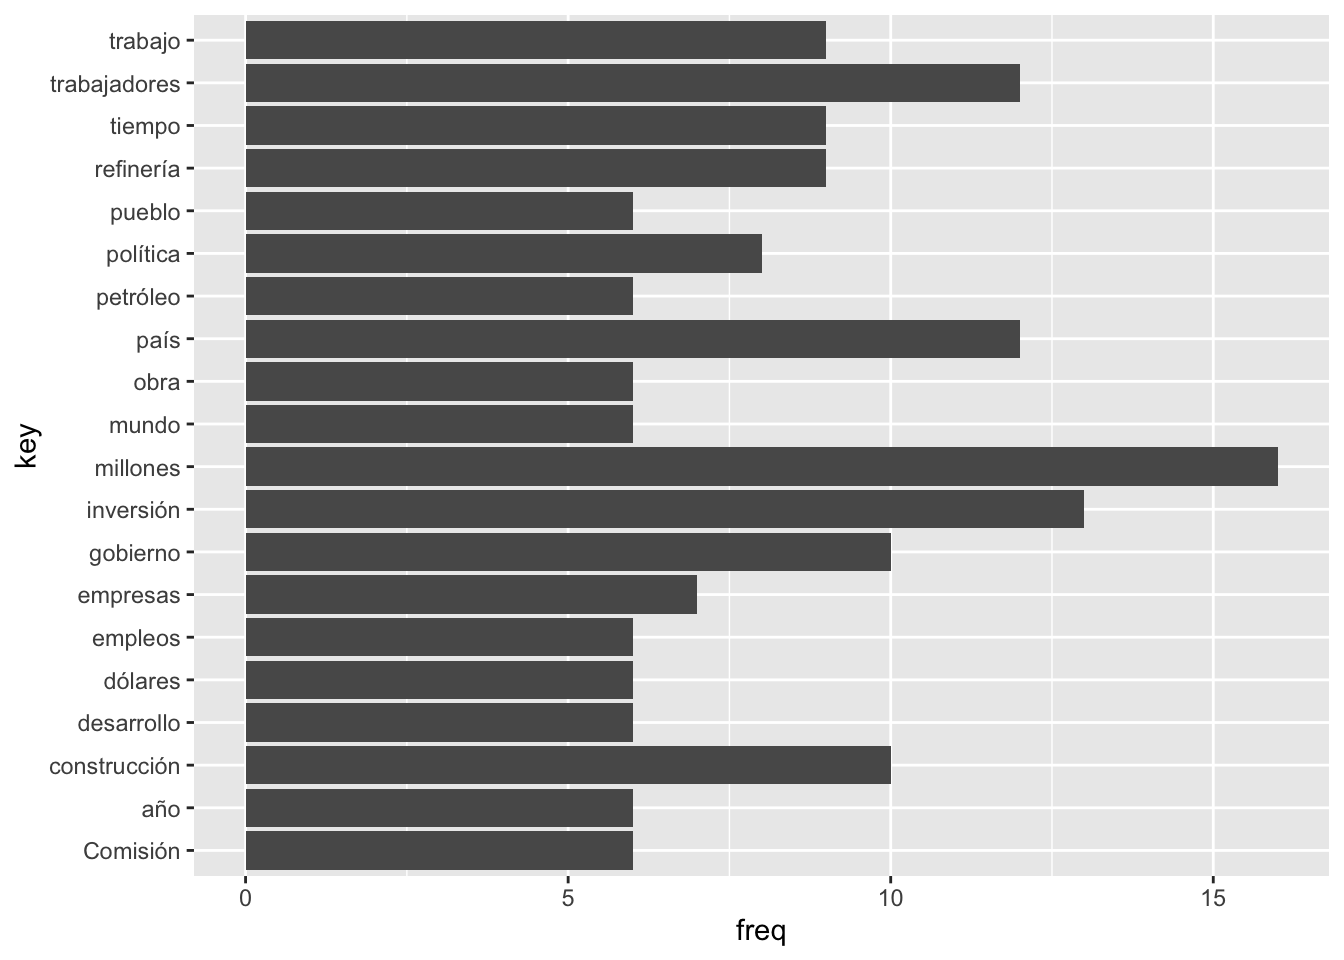 trabajo
trabajadores
tiempo
refinería
pueblo
política
petróleo
país
obra
mundo
millones
inversión
gobierno
empresas
empleos
dólares
desarrollo
construcción
año
Comisión
key
0 5 10 15
freq